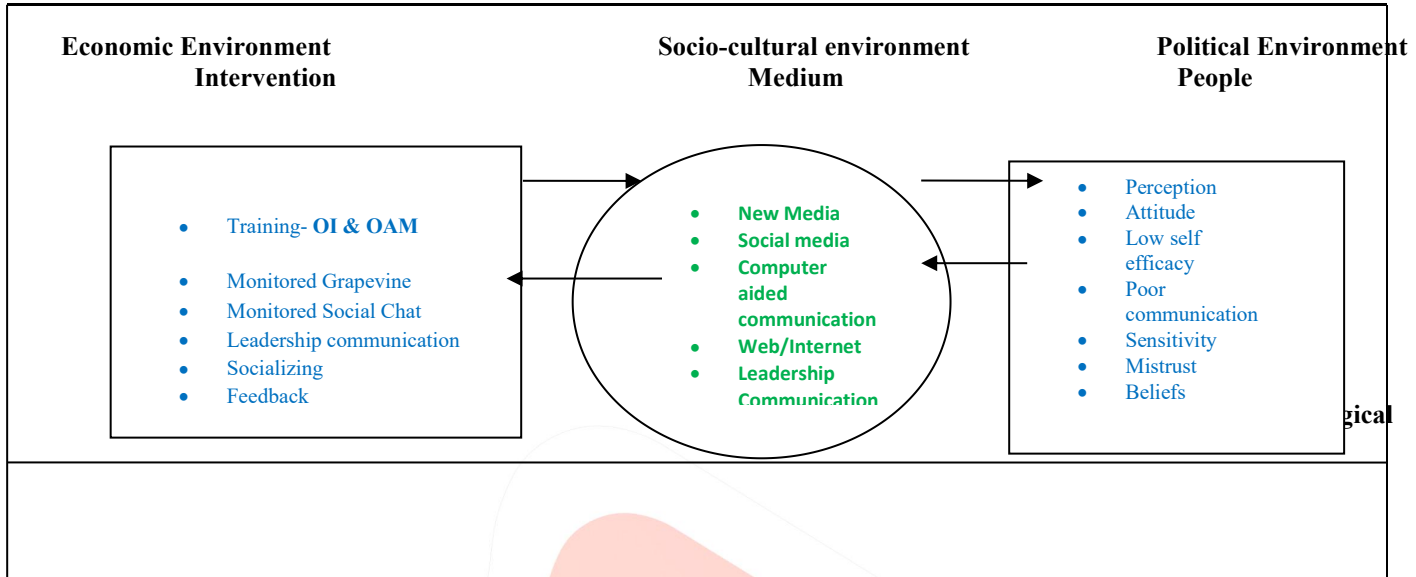 Economic Environment Socio-cultural environment Political Environment
Intervention Medium People
• Training- OI & OAM
• Monitored Grapevine
• Monitored Social Chat
• Leadership communication
• Socializing
• Feedback
• New Media
• Social media
• Computer
aided
communication
• Web/Internet
• Leadership
Communication
• Perception
• Attitude
• Low self
efficacy
• Poor
communication
• Sensitivity
• Mistrust
• Beliefs
gical